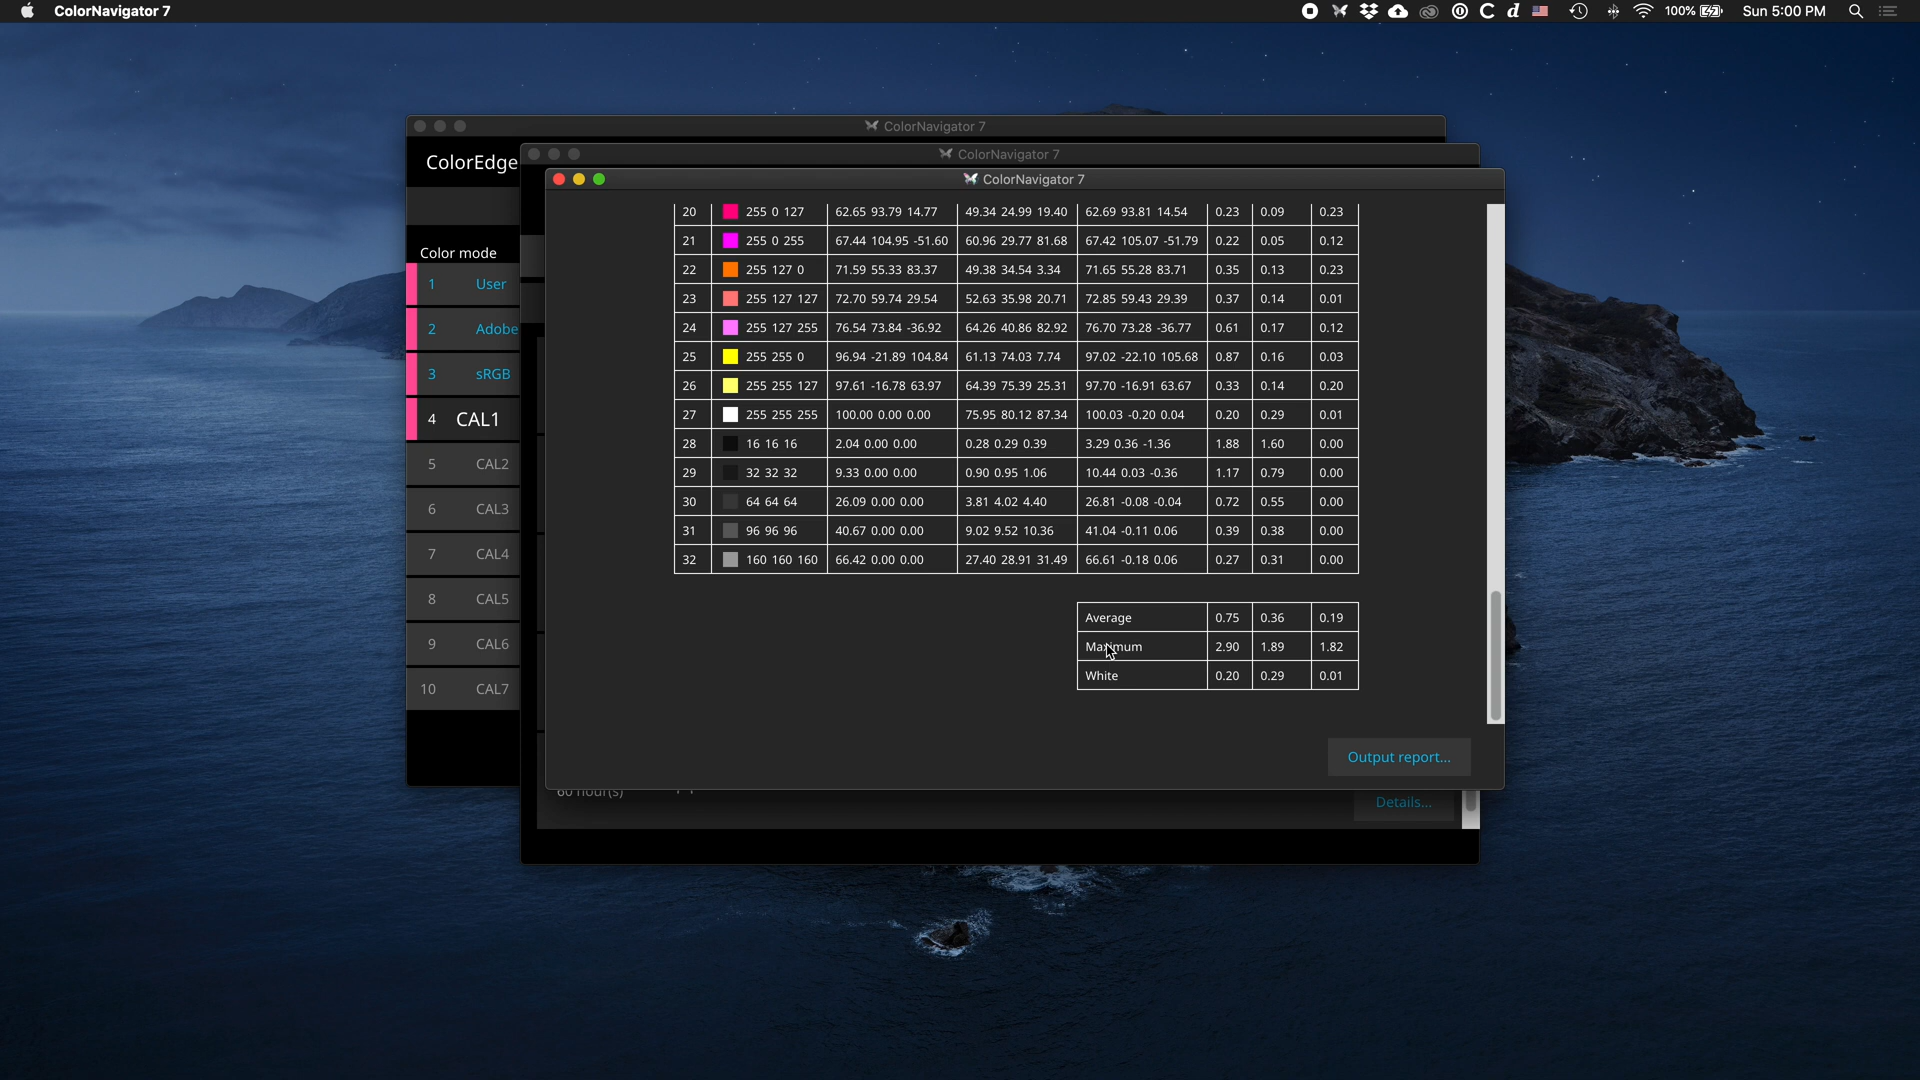 ColorNavigator 7
100%
Sun 5:00 PM
ColorNavigator 7
ColorEdge
ColorNavigator 7
ColorNavigator 7
Color mode
1 User
2 Adobe
3 sRGB
4 CAL1
5 CAL2
6 CAL3
7 CAL4
8 CAL5
9 CAL6
10 CAL7
20 255 0 127 62.65 93.79 14.77 49.34 24.99 19.40 62.69 93.81 14.54 0.23 0.09 0.23
21 255 0 255 67.44 104.95 -51.60 60.96 29.77 81.68 67.42 105.07 -51.79 0.22 0.05 0.12
22 255 127 0 71.59 55.33 83.37 49.38 34.54 3.34 71.65 55.28 83.71 0.35 0.13 0.23
23 255 127 127 72.70 59.74 29.54 52.63 35.98 20.71 72.85 59.43 29.39 0.37 0.14 0.01
24 255 127 255 76.54 73.84 -36.92 64.26 40.86 82.92 76.70 73.28 -36.77 0.61 0.17 0.12
25 255 255 0 96.94 -21.89 104.84 61.13 74.03 7.74 97.02 -22.10 105.68 0.87 0.16 0.03
26 255 255 127 97.61 -16.78 63.97 64.39 75.39 25.31 97.70 -16.91 63.67 0.33 0.14 0.20
27 255 255 255 100.00 0.00 0.00 75.95 80.12 87.34 100.03 -0.20 0.04 0.20 0.29 0.01
28 16 16 16 2.04 0.00 0.00 0.28 0.29 0.39 3.29 0.36 -1.36 1.88 1.60 0.00
29 32 32 32 9.33 0.00 0.00 0.90 0.95 1.06 10.44 0.03 -0.36 1.17 0.79 0.00
30 64 64 64 26.09 0.00 0.00 3.81 4.02 4.40 26.81 -0.08 -0.04 0.72 0.55 0.00
31 96 96 96 40.67 0.00 0.00 9.02 9.52 10.36 41.04 -0.11 0.06 0.39 0.38 0.00
32 160 160 160 66.42 0.00 0.00 27.40 28.91 31.49 66.61 -0.18 0.06 0.27 0.31 0.00
Average 0.75 0.36 0.19
Maximum 2.90 1.89 1.82
White 0.20 0.29 0.01
Output report...
60 hour(s)
Details...